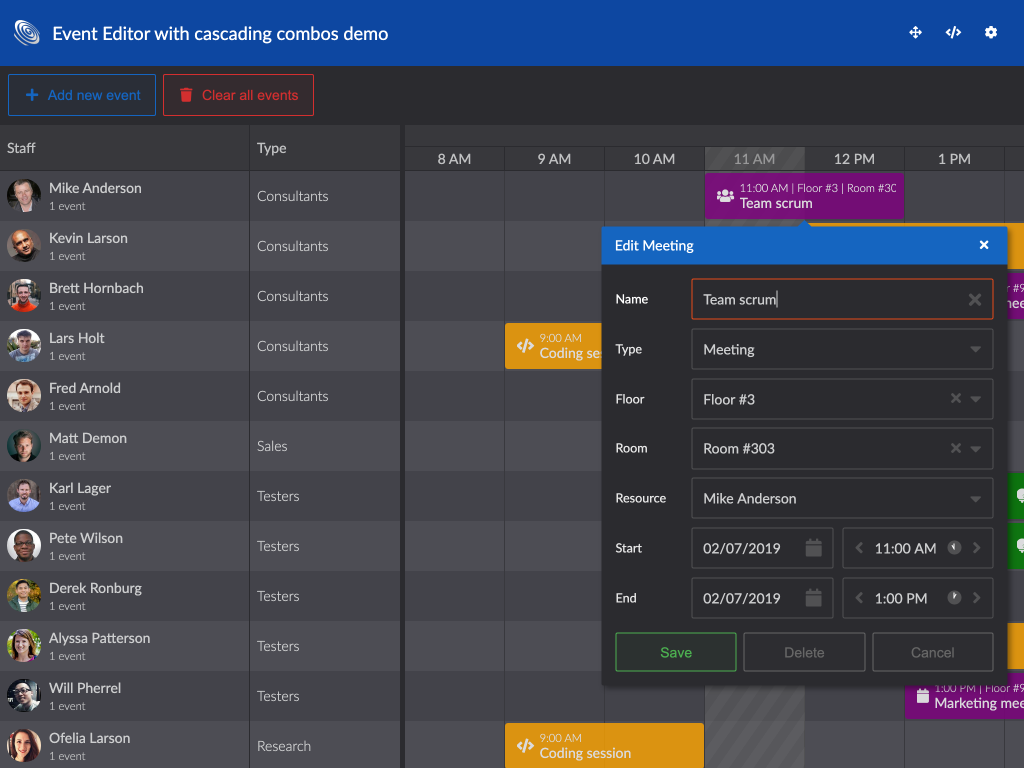 Event Editor with cascading combos demo
Add new event
Clear all events
Staff
Type
8 AM
9 AM
10 AM
11 AM
12 PM
1 PM
Mike Anderson
1 event
Consultants
11:00 AM | Floor #3 | Room #30
Team scrum
Kevin Larson
1 event
Consultants
Brett Hornbach
1 event
Consultants
Lars Holt
1 event
Consultants
9:00 AM
Coding se
Fred Arnold
1 event
Consultants
Matt Demon
1 event
Sales
Karl Lager
1 event
Testers
Pete Wilson
1 event
Testers
Derek Ronburg
1 event
Testers
Alyssa Patterson
1 event
Testers
Will Pherrel
1 event
Testers
1:00 PM | Floor #9
Marketing mee
Ofelia Larson
1 event
Research
9:00 AM
Coding session
Edit Meeting
Name
Team scrum
Type
Meeting
Floor
Floor #3
Room
Room #303
Resource
Mike Anderson
Start
02/07/2019
11:00 AM
End
02/07/2019
1:00 PM
Save
Delete
Cancel